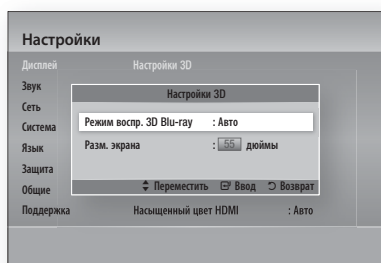 Настройки
Дисплей Настройки 3D
Звук
Настройки 3D
Сеть
Режим воспр. 3D Blu-ray : Авто
Система
Язык
Разм. экрана : 55 дюймы
Защита
Общие
Переместить Ввод Возврат
Поддержка Насыщенный цвет HDMI : Авто